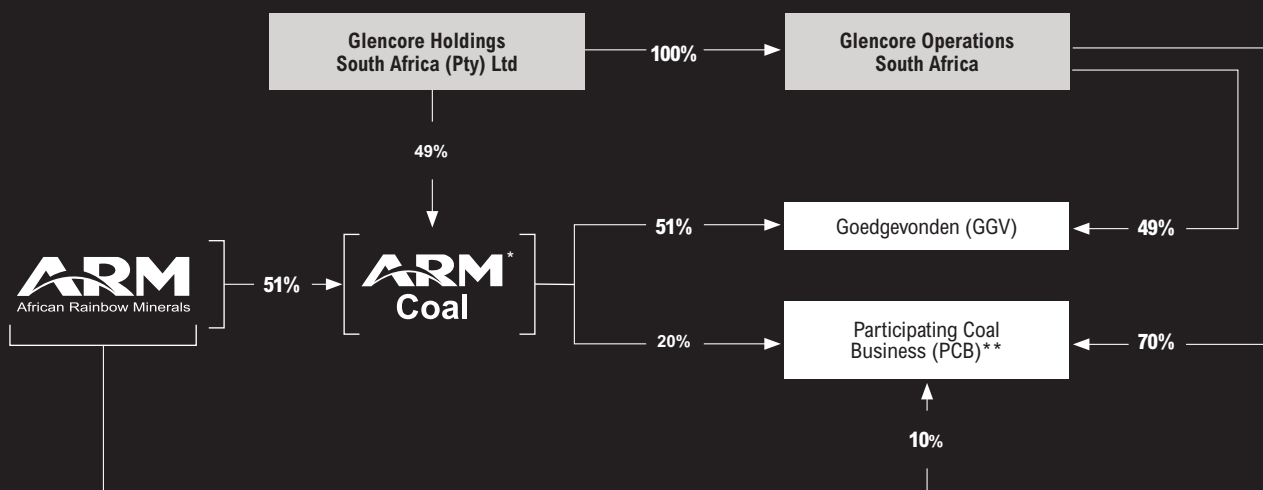 Glencore Holdings
South Africa (Pty) Ltd
100%
Glencore Operations
South Africa
49%
ARM
African Rainbow Minerals
51%
ARM*
Coal
51%
Goedgevonden (GGV)
49%
20%
Participating Coal
Business (PCB)**
70%
10%